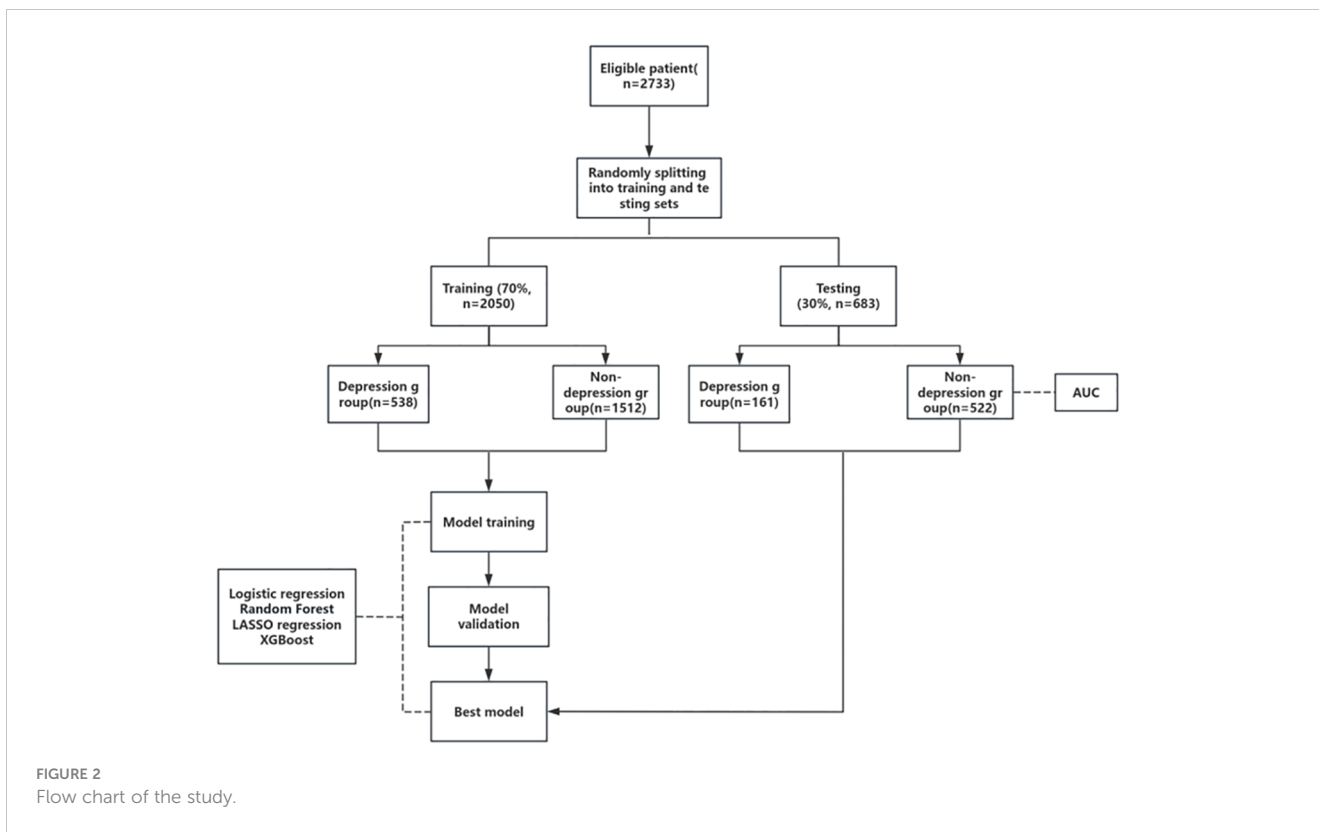 Eligible patient(
n=2733)
Randomly splitting
into training and te
sting sets
Training (70%,
n=2050)
Testing
(30%, n=683)
Depression g
roup(n=538)
Non-
depression gr
oup(n=1512)
Depression g
roup(n=161)
Non-
depression gr
oup(n=522)
AUC
Model training
Logistic regression
Random Forest
LASSO regression
XGBoost
Model
validation
Best model
FIGURE 2
Flow chart of the study.